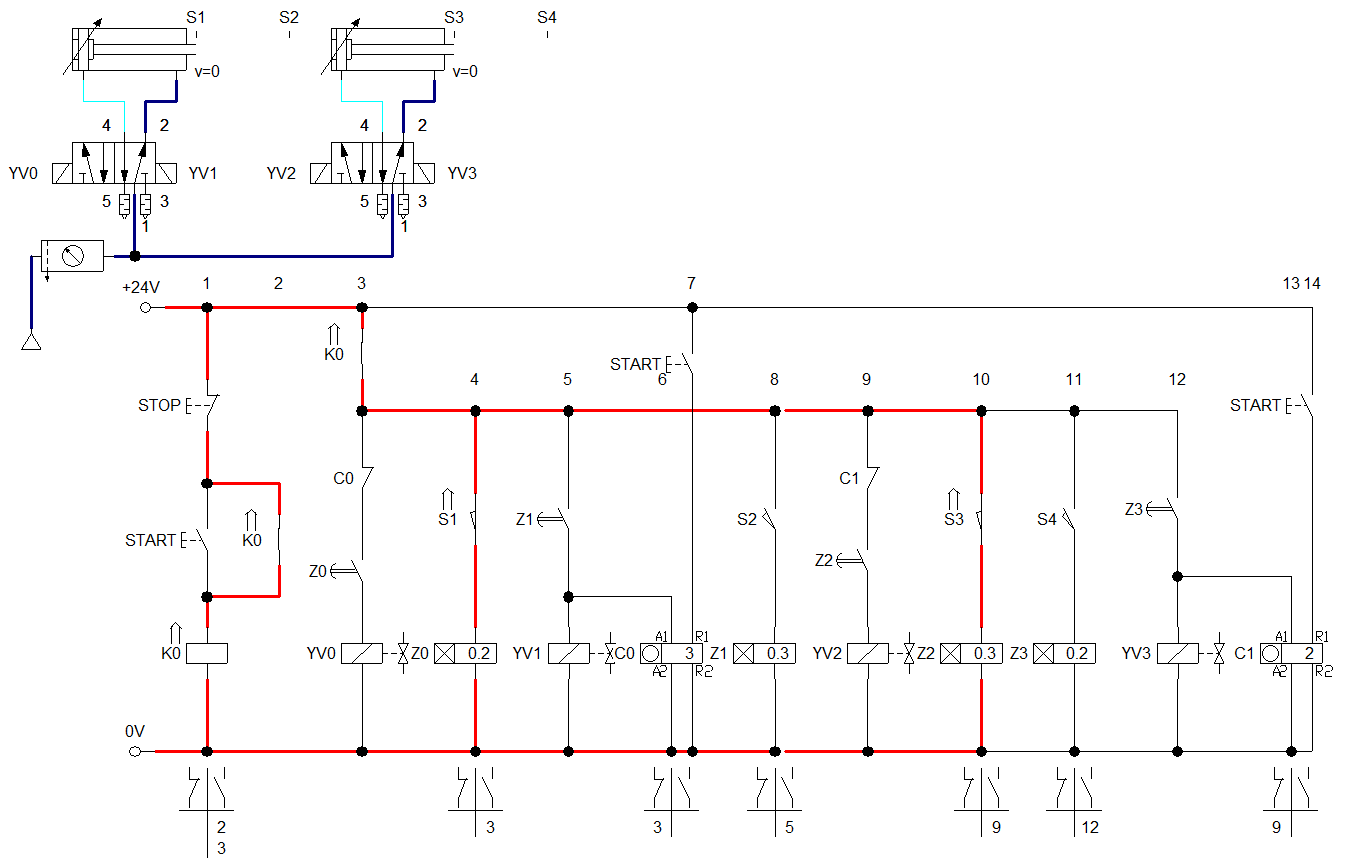 S1 S2 S3 S4
v=0 v=0
4 2 4 2
YV0 YV1 YV2 YV3
5 3 5 3
1 1
+24V 1 2 3 7 13 14
K0
START
4 5 6 8 9 10 11 12
STOP START
C0 C1
S1 Z1 S2 S3 S4 Z3
START K0
Z0 Z2
A1 R1 A1 R1
K0 YV0 Z0 0.2 YV1 C0 3 Z1 0.3 YV2 Z2 0.3 Z3 0.2 YV3 C1 2
A2 R2 A2 R2
0V
2 3 3 5 9 12 9
3